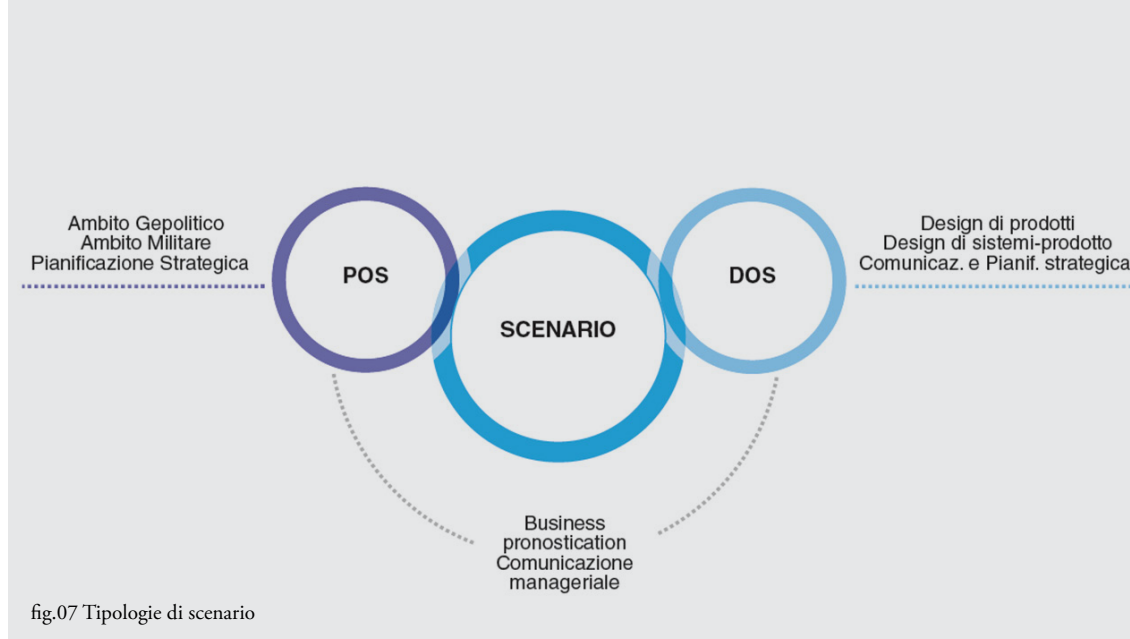 Ambito Gepolitico
Ambito Militare
Pianificazione Strategica
POS
SCENARIO
DOS
Design di prodotti
Design di sistemi-prodotto
Comunicaz. e Pianif. strategica
Business
pronostication
Comunicazione
manageriale
fig.07 Tipologie di scenario